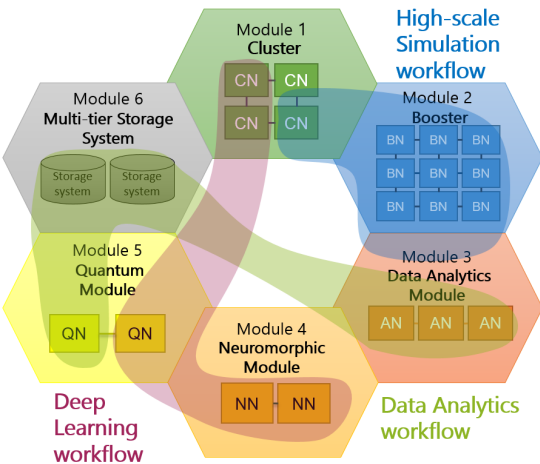 Module 1
Cluster
CN CN
CN CN
High-scale
Simulation
workflow
Module 6
Multi-tier Storage
System
Storage
system
Storage
system
Module 2
Booster
BN BN BN
BN BN BN
BN BN BN
Module 5
Quantum
Module
QN QN
Module 3
Data Analytics
Module
AN AN AN
Module 4
Neuromorphic
Module
NN NN
Deep
Learning
workflow
Data Analytics
workflow